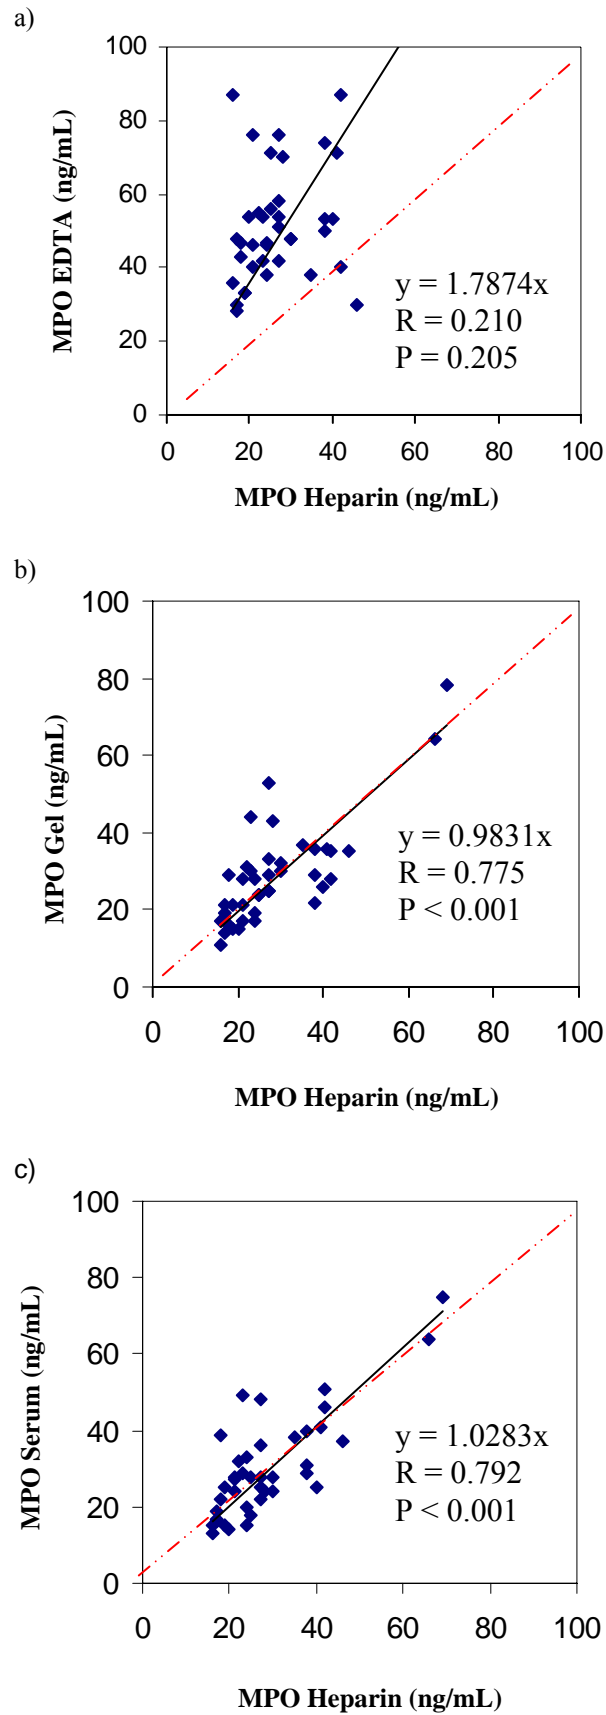 a)
100
80
60
40
20
0
MPO EDTA (ng/mL)
y = 1.7874x
R = 0.210
P = 0.205
0 20 40 60 80 100
MPO Heparin (ng/mL)
b)
100
80
60
40
20
0
MPO Gel (ng/mL)
y = 0.9831x
R = 0.775
P < 0.001
0 20 40 60 80 100
MPO Heparin (ng/mL)
c)
100
80
60
40
20
0
MPO Serum (ng/mL)
y = 1.0283x
R = 0.792
P < 0.001
0 20 40 60 80 100
MPO Heparin (ng/mL)